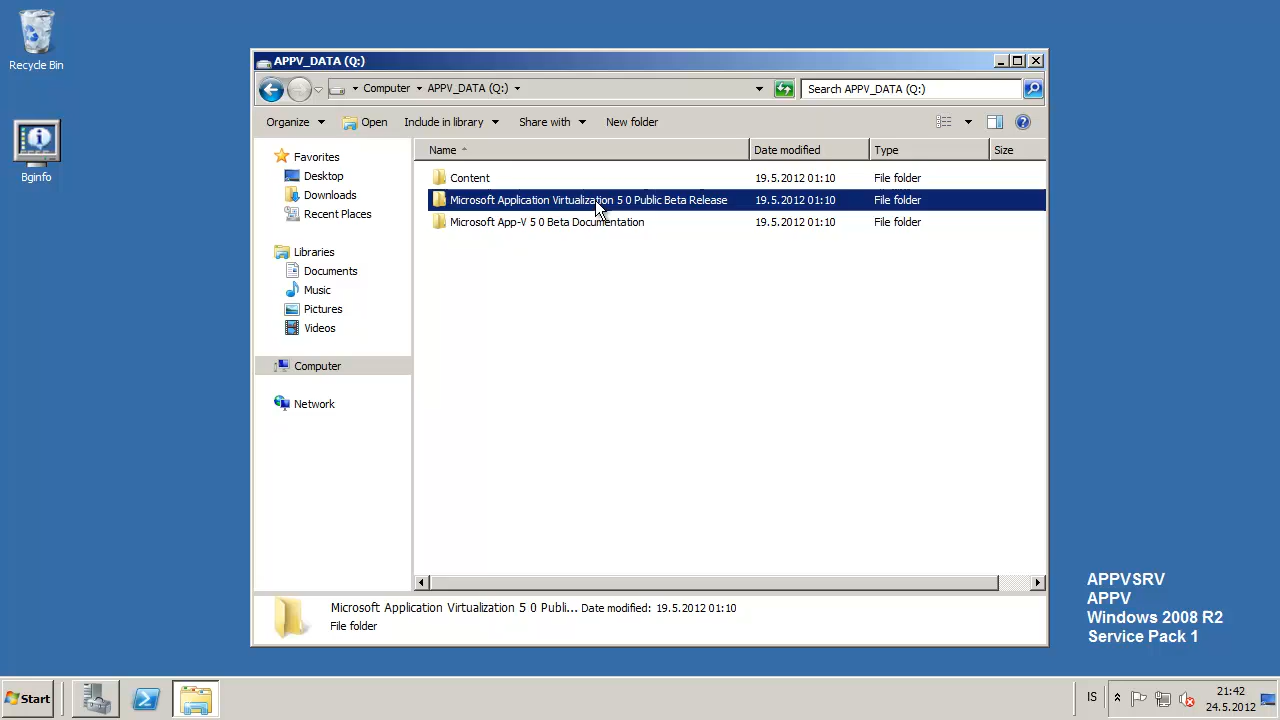 Recycle Bin
Bginfo
APPV_DATA (Q:)
Computer APPV_DATA (Q:)
Search APPV_DATA (Q:)
Organize Open Include in library Share with New folder
Name Date modified Type Size
Favorites
Desktop
Downloads
Recent Places
Libraries
Documents
Music
Pictures
Videos
Computer
Network
Content 19.5.2012 01:10 File folder
Microsoft Application Virtualization 5 0 Public Beta Release 19.5.2012 01:10 File folder
Microsoft App-V 5 0 Beta Documentation 19.5.2012 01:10 File folder
Microsoft Application Virtualization 5 0 Publi... Date modified: 19.5.2012 01:10
File folder
APPVSRV
APPV
Windows 2008 R2
Service Pack 1
Start
IS
21:42
24.5.2012